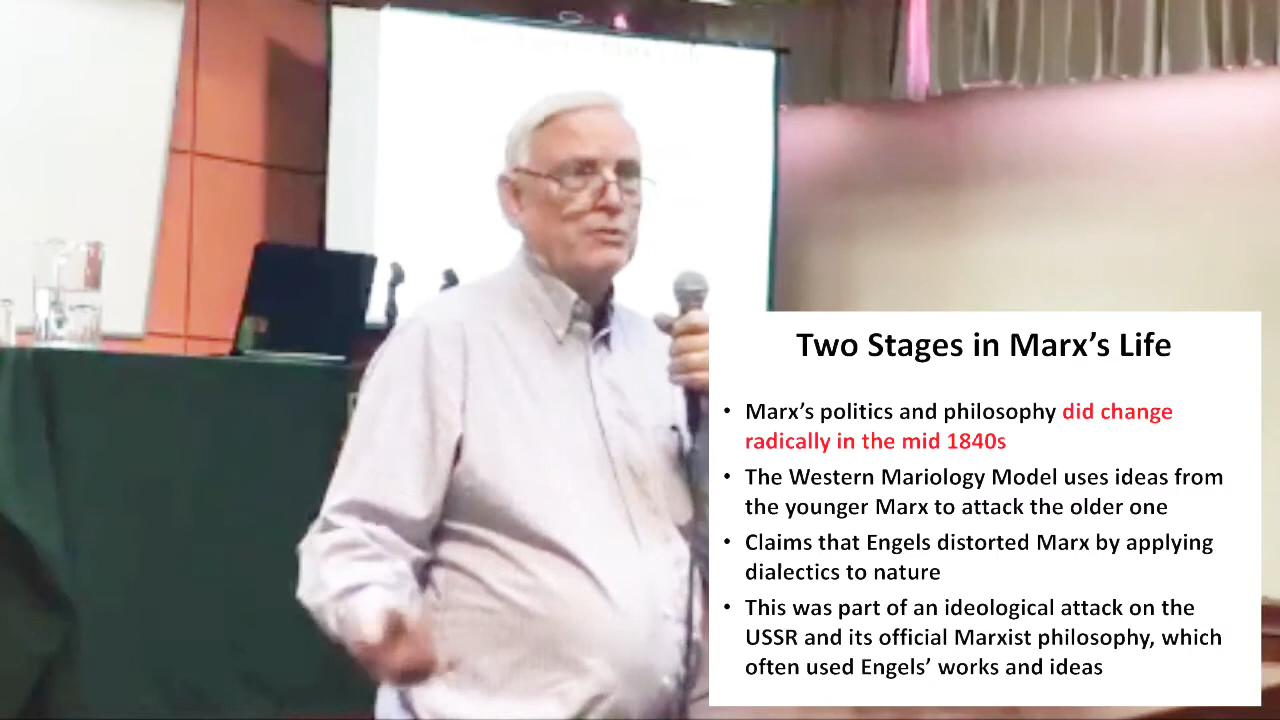 Two Stages in Marx's Life
• Marx's politics and philosophy did change
radically in the mid 1840s
• The Western Mariology Model uses ideas from
the younger Marx to attack the older one
• Claims that Engels distorted Marx by applying
dialectics to nature
• This was part of an ideological attack on the
USSR and its official Marxist philosophy, which
often used Engels' works and ideas